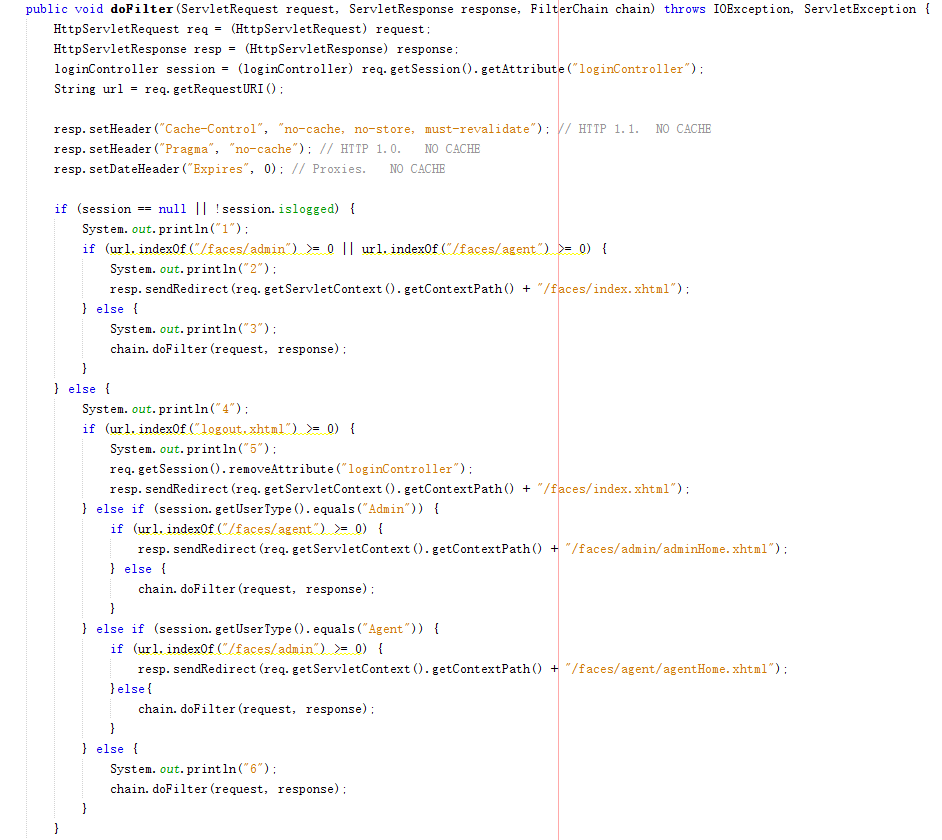 public void doFilter(ServletRequest request, ServletResponse response, FilterChain chain) throws IOException, ServletException {
HttpServletRequest req = (HttpServletRequest) request;
HttpServletResponse resp = (HttpServletResponse) response;
loginController session = (loginController) req.getSession().getAttribute("loginController");
String url = req.getRequestURI();
resp.setHeader("Cache-Control", "no-cache, no-store, must-revalidate"); // HTTP 1.1.  NO CACHE
resp.setHeader("Pragma", "no-cache"); // HTTP 1.0.   NO CACHE
resp.setDateHeader("Expires", 0); // Proxies.   NO CACHE
if (session == null || !session.islogged) {
System.out.println("1");
if (url.indexOf("/faces/admin") >= 0 || url.indexOf("/faces/agent") >= 0) {
System.out.println("2");
resp.sendRedirect(req.getServletContext().getContextPath() + "/faces/index.xhtml");
} else {
System.out.println("3");
chain.doFilter(request, response);
}
} else {
System.out.println("4");
if (url.indexOf("logout.xhtml") >= 0) {
System.out.println("5");
req.getSession().removeAttribute("loginController");
resp.sendRedirect(req.getServletContext().getContextPath() + "/faces/index.xhtml");
} else if (session.getUserType().equals("Admin")) {
if (url.indexOf("/faces/agent") >= 0) {
resp.sendRedirect(req.getServletContext().getContextPath() + "/faces/admin/adminHome.xhtml");
} else {
chain.doFilter(request, response);
}
} else if (session.getUserType().equals("Agent")) {
if (url.indexOf("/faces/admin") >= 0) {
resp.sendRedirect(req.getServletContext().getContextPath() + "/faces/agent/agentHome.xhtml");
}else{
chain.doFilter(request, response);
}
} else {
System.out.println("6");
chain.doFilter(request, response);
}
}